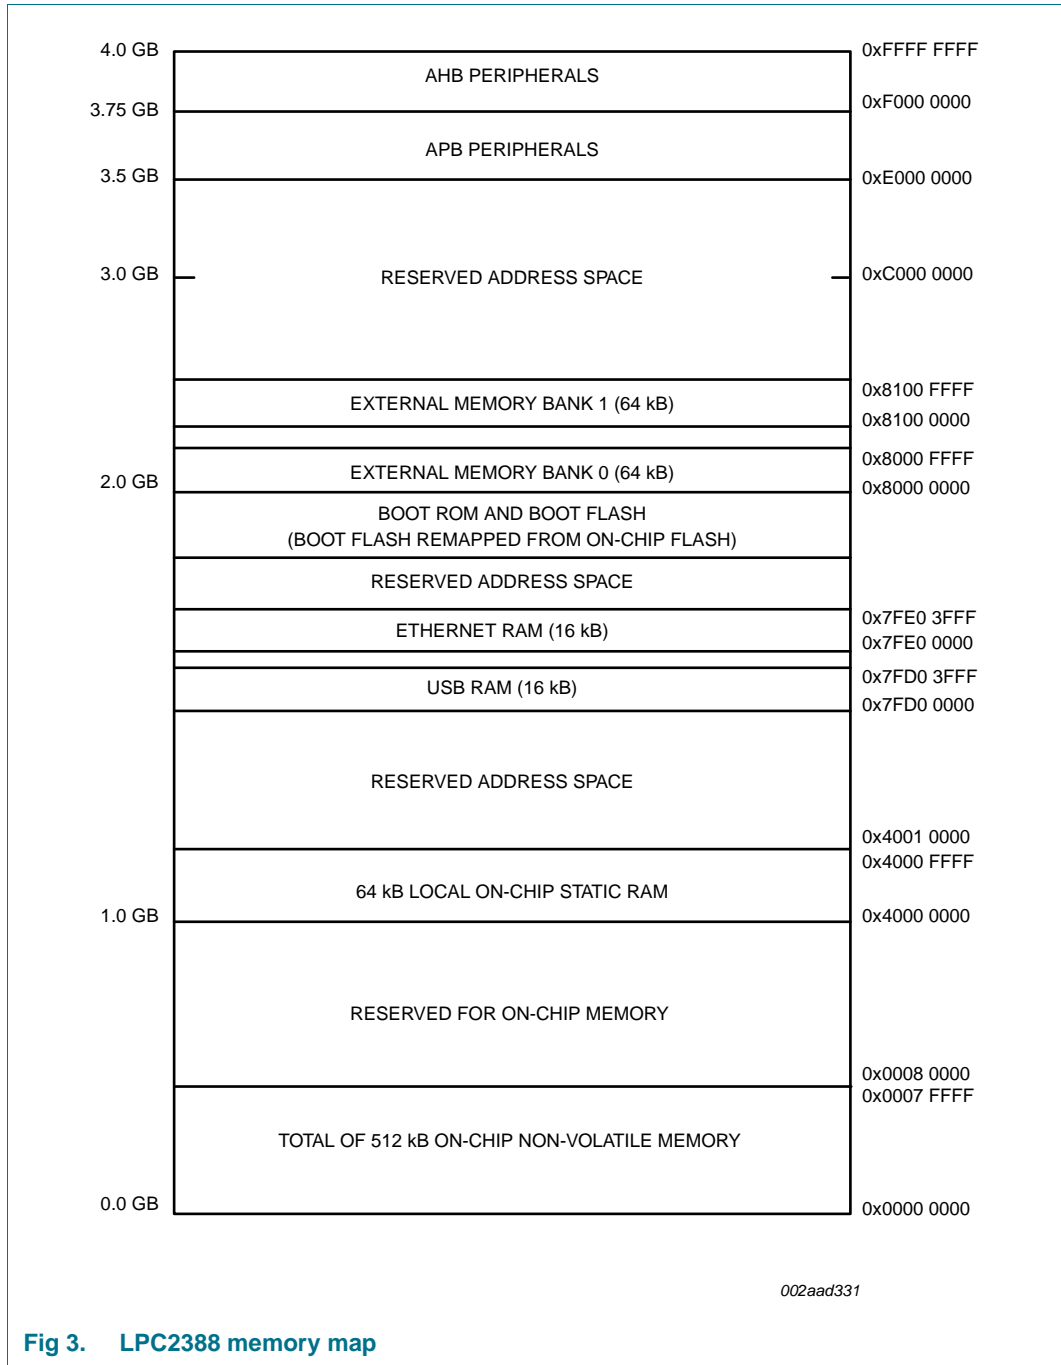 4.0 GB 0xFFFF FFFF
AHB PERIPHERALS
3.75 GB 0xF000 0000
APB PERIPHERALS
3.5 GB 0xE000 0000
3.0 GB RESERVED ADDRESS SPACE 0xC000 0000
0x8100 FFFF
EXTERNAL MEMORY BANK 1 (64 kB)
0x8100 0000
0x8000 FFFF
EXTERNAL MEMORY BANK 0 (64 kB)
2.0 GB 0x8000 0000
BOOT ROM AND BOOT FLASH
(BOOT FLASH REMAPPED FROM ON-CHIP FLASH)
RESERVED ADDRESS SPACE
0x7FE0 3FFF
ETHERNET RAM (16 kB)
0x7FE0 0000
0x7FD0 3FFF
USB RAM (16 kB)
0x7FD0 0000
RESERVED ADDRESS SPACE
0x4001 0000
0x4000 FFFF
64 kB LOCAL ON-CHIP STATIC RAM
1.0 GB 0x4000 0000
RESERVED FOR ON-CHIP MEMORY
0x0008 0000
0x0007 FFFF
TOTAL OF 512 kB ON-CHIP NON-VOLATILE MEMORY
0.0 GB 0x0000 0000
002aad331
Fig 3. LPC2388 memory map